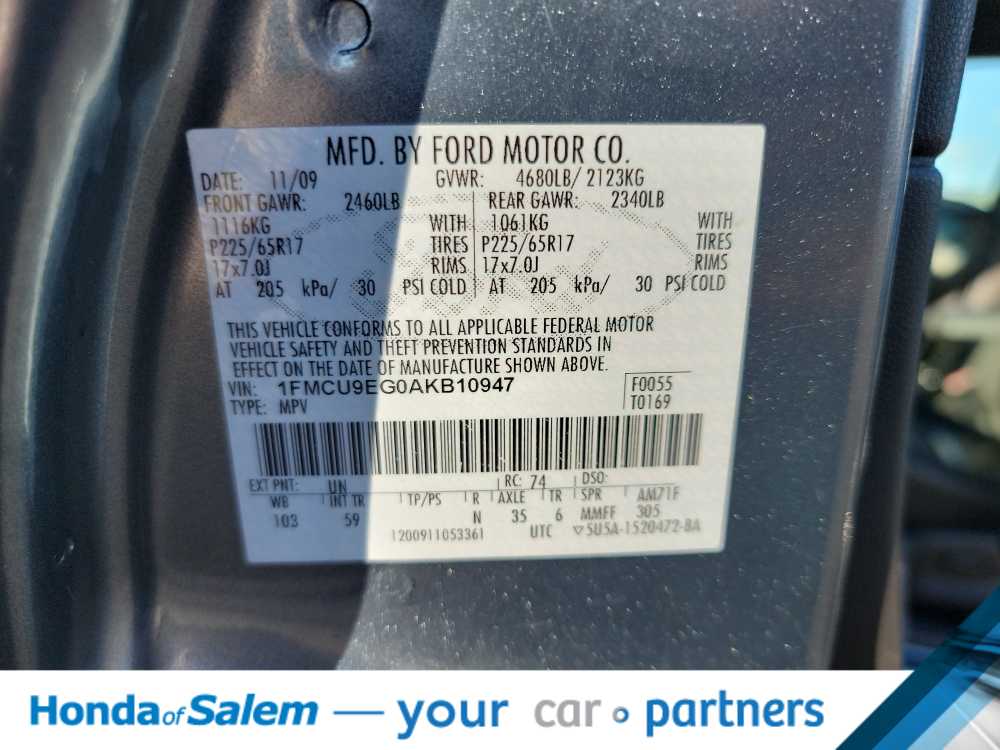 MFD. BY FORD MOTOR CO.
DATE: 11/09 GVWR: 4680LB/ 2123KG
FRONT GAWR: 2460LB REAR GAWR: 2340LB
1116KG WITH 1061KG WITH
P225/65R17 TIRES P225/65R17 TIRES
17x7.0J RIMS 17x7.0J RIMS
AT 205 kPa/ 30 PSI COLD AT 205 kPa/ 30 PSI COLD
THIS VEHICLE CONFORMS TO ALL APPLICABLE FEDERAL MOTOR
VEHICLE SAFETY AND THEFT PREVENTION STANDARDS IN
EFFECT ON THE DATE OF MANUFACTURE SHOWN ABOVE.
VIN: 1FMCU9EG0AKB10947 F0055
TYPE: MPV T0169
EXT PNT: UN RC: 74 DSO:
WB INT TR TP/PS R AXLE TR SPR AM71F
103 59 N 35 6 MMFF 305
1200911053361 UTC ▽5U5A-1520472-BA
Honda of Salem — your car partners